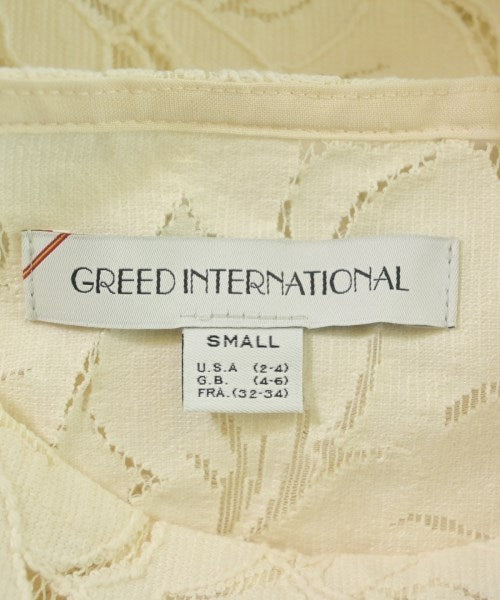 GREED INTERNATIONAL
SMALL
U.S.A (2-4)
G.B. (4-6)
FRA. (32-34)